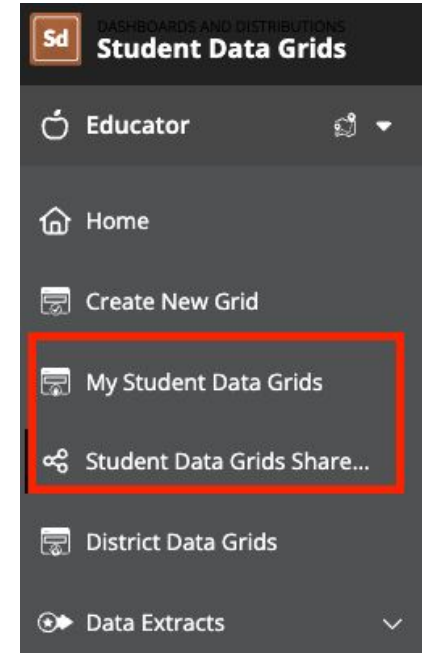 Sd
DASHBOARDS AND DISTRIBUTIONS
Student Data Grids
Educator
Home
Create New Grid
My Student Data Grids
Student Data Grids Share...
District Data Grids
Data Extracts